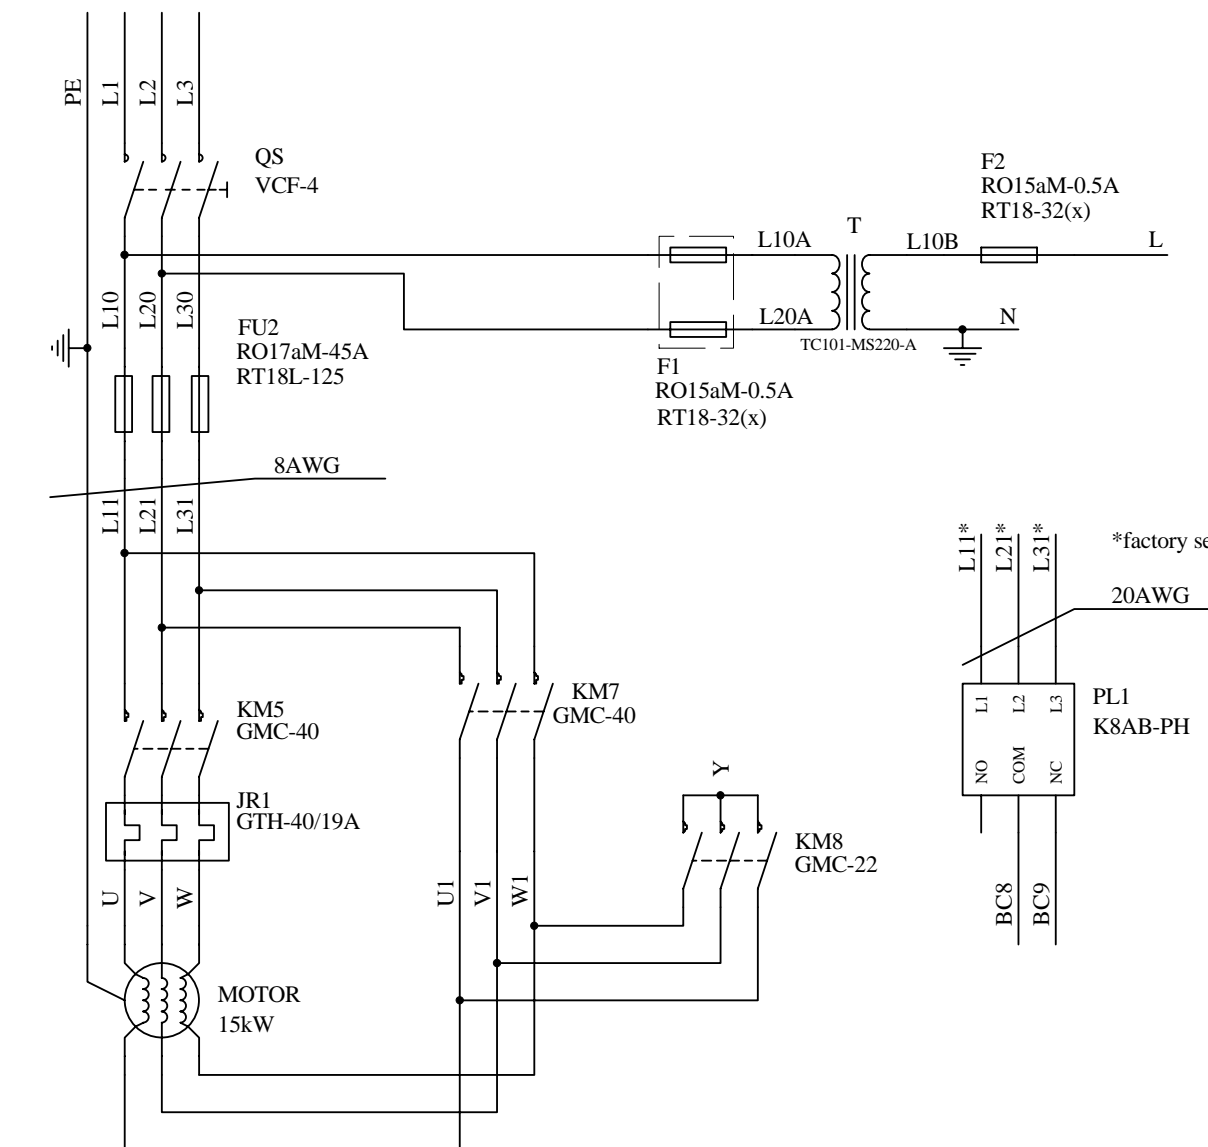 PE
L1
L2
L3
QS
VCF-4
F2
RO15aM-0.5A
RT18-32(x)
L10A
T
L10B
L
L10
L20
L30
FU2
RO17aM-45A
RT18L-125
L20A
N
TC101-MS220-A
F1
RO15aM-0.5A
RT18-32(x)
8AWG
L11
L21
L31
L11*
L21*
L31*
*factory se
20AWG
KM7
GMC-40
KM5
GMC-40
L1
L2
L3
PL1
K8AB-PH
NO
COM
NC
Y
JR1
GTH-40/19A
KM8
GMC-22
U
V
W
U1
V1
W1
BC8
BC9
MOTOR
15kW